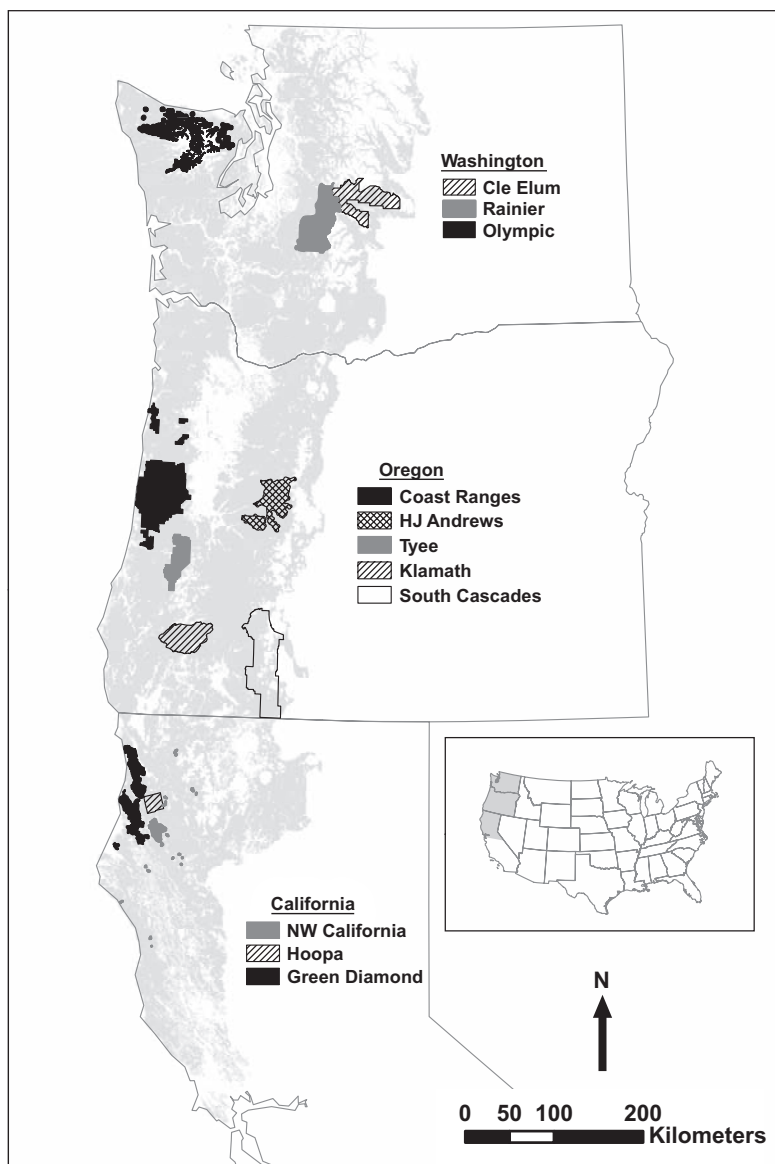 Washington
Cle Elum
Rainier
Olympic
Oregon
Coast Ranges
HJ Andrews
Tyee
Klamath
South Cascades
California
NW California
Hoopa
Green Diamond
N
0 50 100 200
Kilometers